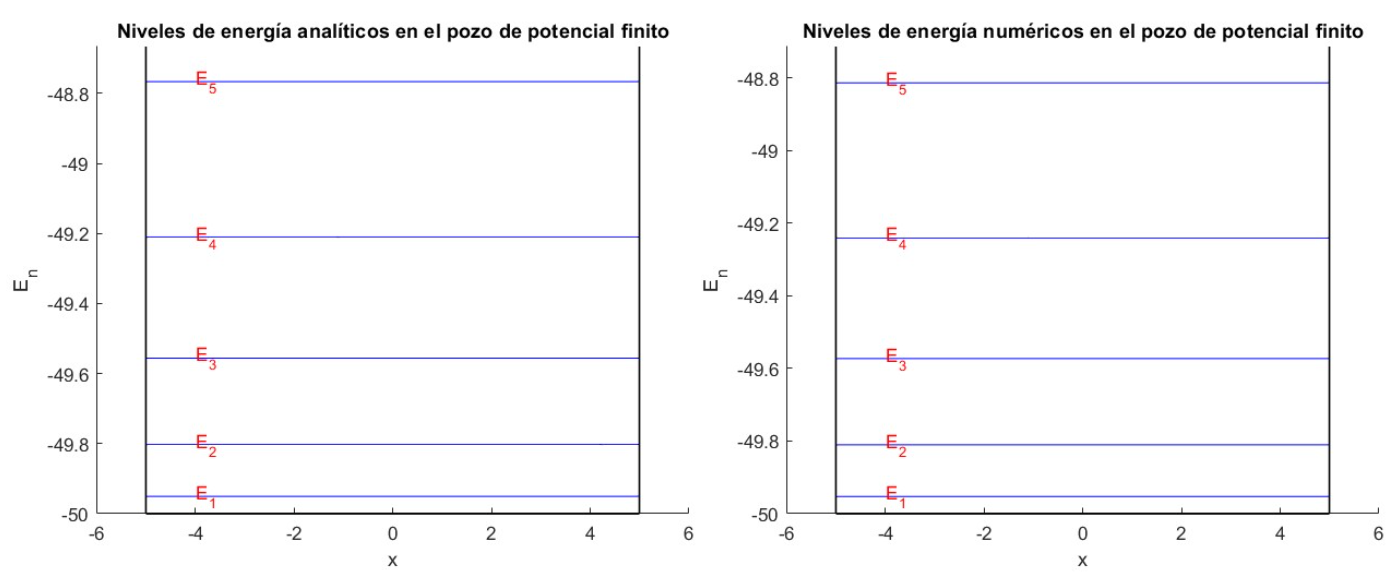 Niveles de energía analíticos en el pozo de potencial finito
E_n
-48.8
-49
-49.2
-49.4
-49.6
-49.8
-50
E_5
E_4
E_3
E_2
E_1
-6 -4 -2 0 2 4 6
x
Niveles de energía numéricos en el pozo de potencial finito
E_n
-48.8
-49
-49.2
-49.4
-49.6
-49.8
-50
E_5
E_4
E_3
E_2
E_1
-6 -4 -2 0 2 4 6
x